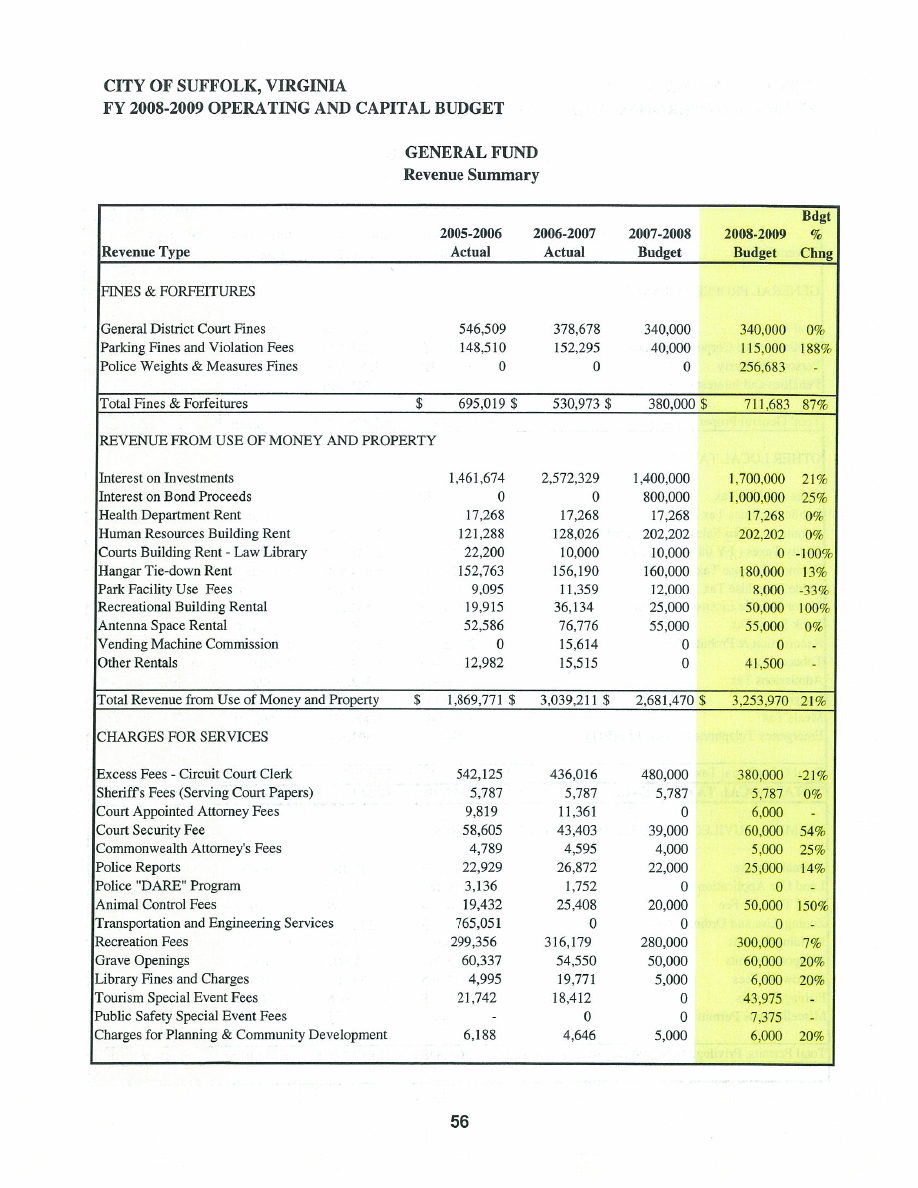 CITY OF SUFFOLK, VIRGINIA
FY 2008-2009 OPERATING AND CAPITAL BUDGET
GENERAL FUND
Revenue Summary
Bdgt
2005-2006 2006-2007 2007-2008 2008-2009 %
Revenue Type Actual Actual Budget Budget Chng
FINES & FORFEITURES
General District Court Fines 546,509 378,678 340,000 340,000 0%
Parking Fines and Violation Fees 148,510 152,295 40,000 115,000 188%
Police Weights & Measures Fines 0 0 0 256,683 -
Total Fines & Forfeitures $ 695,019 $ 530,973 $ 380,000 $ 711,683 87%
REVENUE FROM USE OF MONEY AND PROPERTY
Interest on Investments 1,461,674 2,572,329 1,400,000 1,700,000 21%
Interest on Bond Proceeds 0 0 800,000 1,000,000 25%
Health Department Rent 17,268 17,268 17,268 17,268 0%
Human Resources Building Rent 121,288 128,026 202,202 202,202 0%
Courts Building Rent - Law Library 22,200 10,000 10,000 0 -100%
Hangar Tie-down Rent 152,763 156,190 160,000 180,000 13%
Park Facility Use Fees 9,095 11,359 12,000 8,000 -33%
Recreational Building Rental 19,915 36,134 25,000 50,000 100%
Antenna Space Rental 52,586 76,776 55,000 55,000 0%
Vending Machine Commission 0 15,614 0 0 -
Other Rentals 12,982 15,515 0 41,500 -
Total Revenue from Use of Money and Property $ 1,869,771 $ 3,039,211 $ 2,681,470 $ 3,253,970 21%
CHARGES FOR SERVICES
Excess Fees - Circuit Court Clerk 542,125 436,016 480,000 380,000 -21%
Sheriff's Fees (Serving Court Papers) 5,787 5,787 5,787 5,787 0%
Court Appointed Attorney Fees 9,819 11,361 0 6,000 -
Court Security Fee 58,605 43,403 39,000 60,000 54%
Commonwealth Attorney's Fees 4,789 4,595 4,000 5,000 25%
Police Reports 22,929 26,872 22,000 25,000 14%
Police "DARE" Program 3,136 1,752 0 0 -
Animal Control Fees 19,432 25,408 20,000 50,000 150%
Transportation and Engineering Services 765,051 0 0 0 -
Recreation Fees 299,356 316,179 280,000 300,000 7%
Grave Openings 60,337 54,550 50,000 60,000 20%
Library Fines and Charges 4,995 19,771 5,000 6,000 20%
Tourism Special Event Fees 21,742 18,412 0 43,975 -
Public Safety Special Event Fees - 0 0 7,375 -
Charges for Planning & Community Development 6,188 4,646 5,000 6,000 20%
56